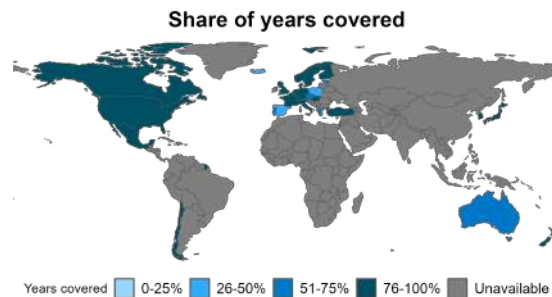 Share of years covered
Years covered 0-25% 26-50% 51-75% 76-100% Unavailable